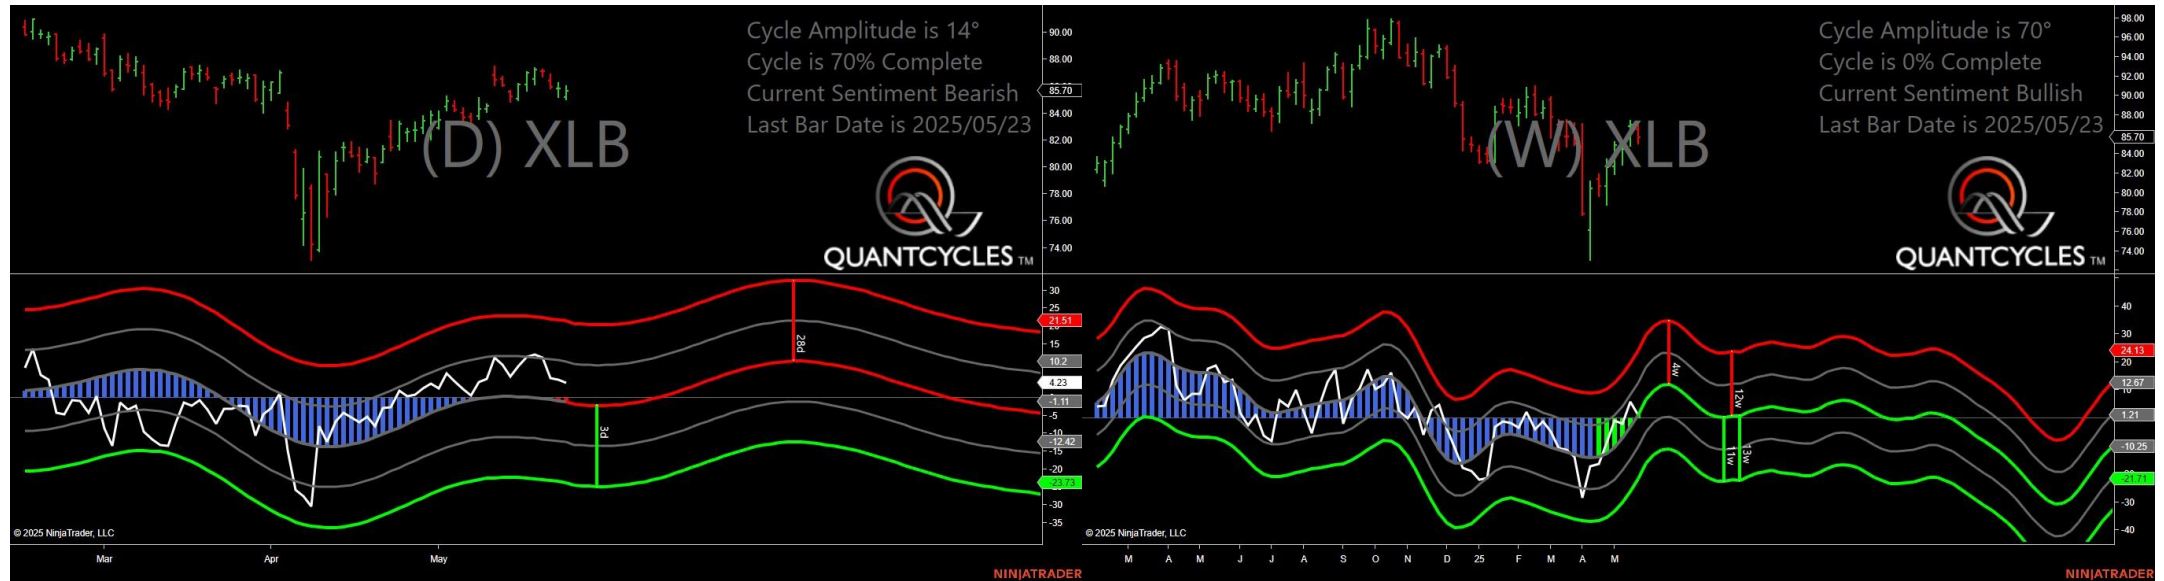 Cycle Amplitude is 14°
Cycle is 70% Complete
Current Sentiment Bearish
Last Bar Date is 2025/05/23
(D) XLB
QUANTCYCLES TM
90.00
88.00
85.70
84.00
82.00
80.00
78.00
76.00
74.00
30
25
21.51
15
10.2
4.23
-1.11
-5
-10
-12.42
-15
-20
-23.73
-30
-35
28d
3d
© 2025 NinjaTrader, LLC
Mar Apr May
NINJATRADER
Cycle Amplitude is 70°
Cycle is 0% Complete
Current Sentiment Bullish
Last Bar Date is 2025/05/23
(W) XLB
QUANTCYCLES TM
98.00
96.00
94.00
92.00
90.00
88.00
85.70
84.00
82.00
80.00
78.00
76.00
74.00
40
30
24.13
20
12.67
1.21
-10.25
-21.71
-30
-40
4w
12w
11w
13w
© 2025 NinjaTrader, LLC
M A M J J A S O N D 25 F M A M
NINJATRADER